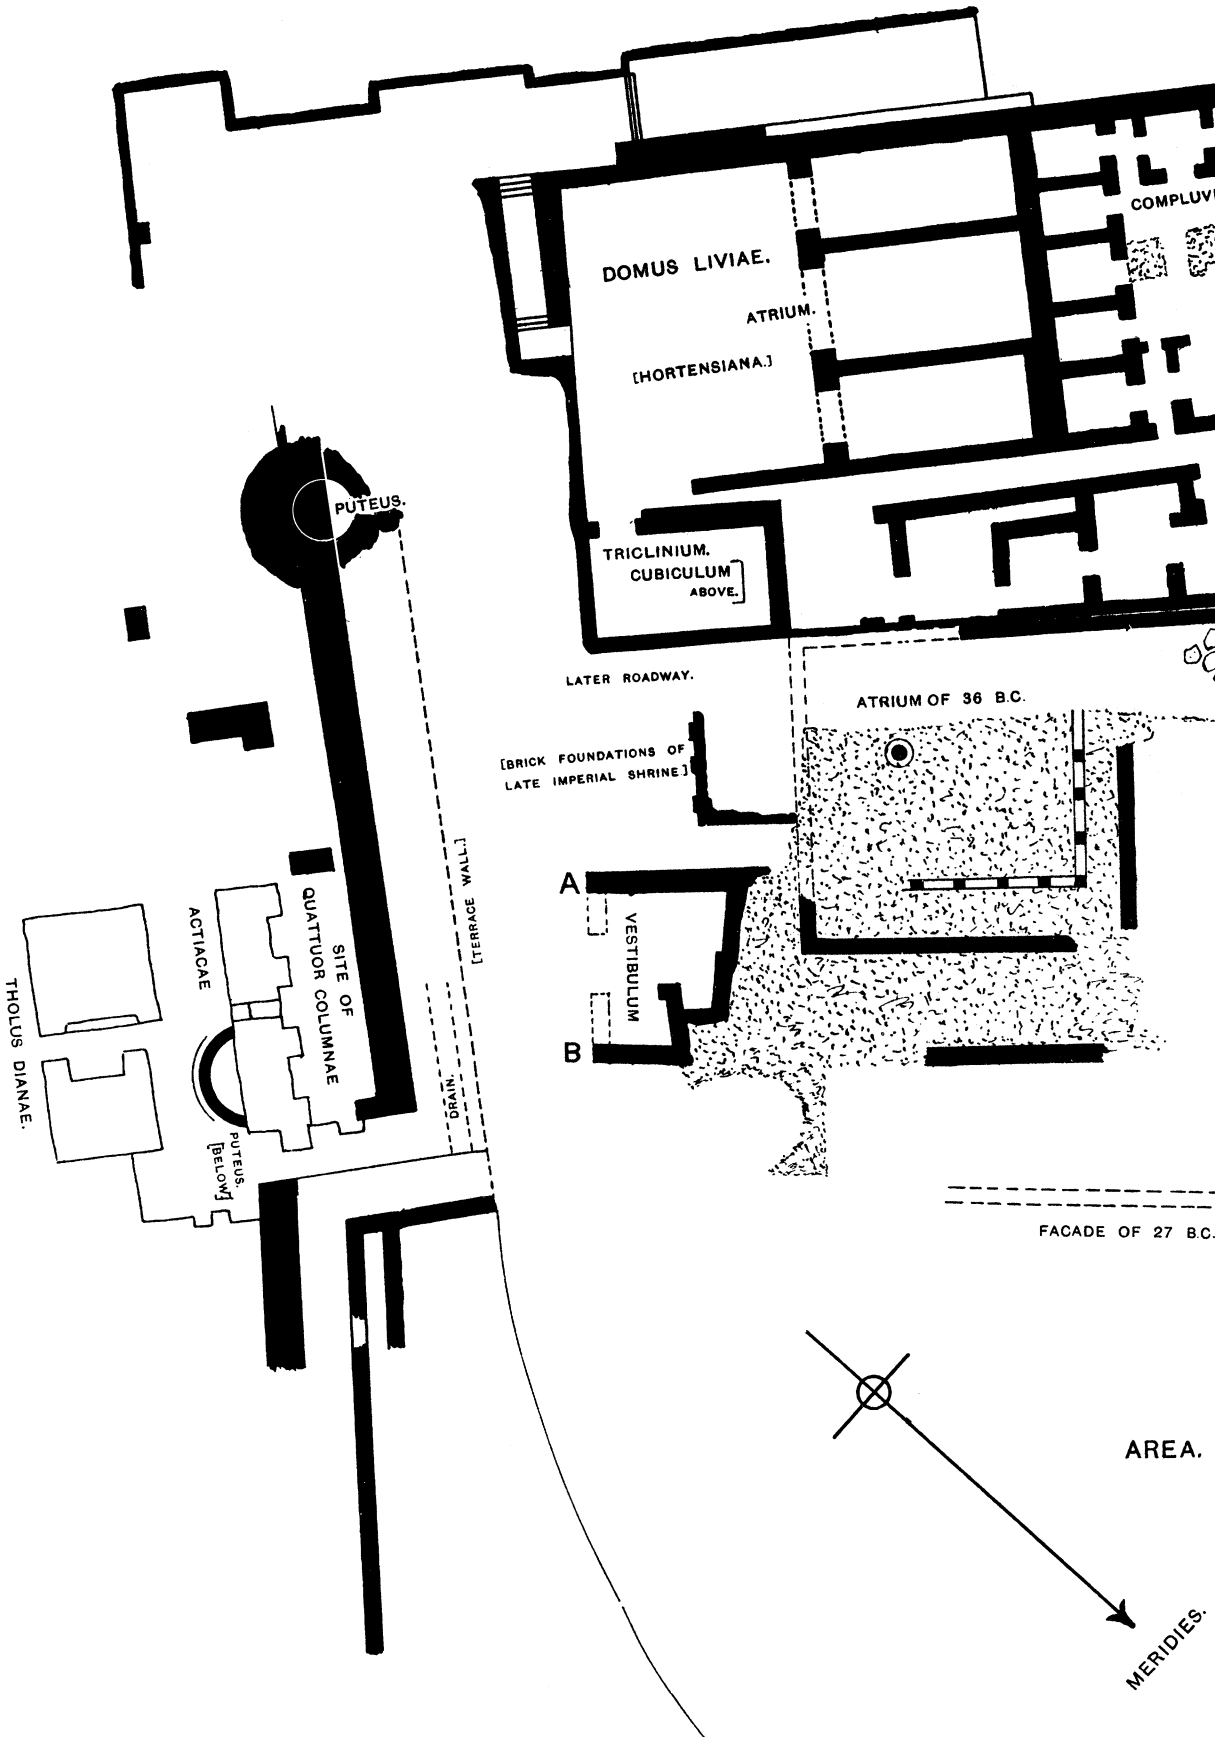 COMPLUVI
DOMUS LIVIAE.
ATRIUM.
[HORTENSIANA.]
PUTEUS.
TRICLINIUM.
CUBICULUM
ABOVE.
LATER ROADWAY.
ATRIUM OF 36 B.C.
[BRICK FOUNDATIONS OF
LATE IMPERIAL SHRINE.]
[TERRACE WALL.]
A
VESTIBULUM
B
SITE OF
QUATTUOR COLUMNAE
ACTIACAE
THOLUS DIANAE.
DRAIN
PUTEUS.
[BELOW]
FACADE OF 27 B.C.
AREA.
MERIDIES.